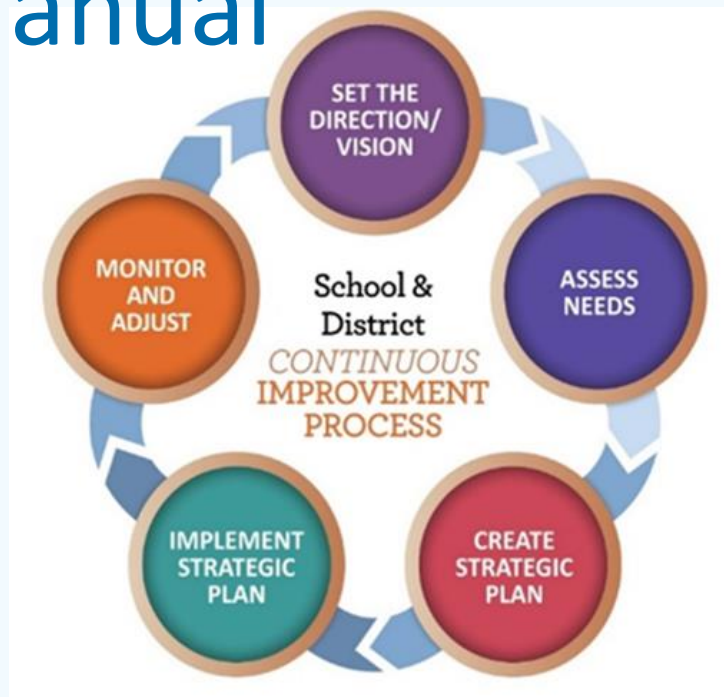 anual
SET THE
DIRECTION/
VISION
ASSESS
NEEDS
CREATE
STRATEGIC
PLAN
IMPLEMENT
STRATEGIC
PLAN
MONITOR
AND
ADJUST
School &
District
CONTINUOUS
IMPROVEMENT
PROCESS